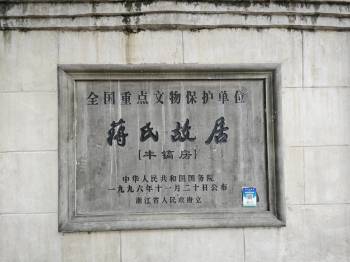 全国重点文物保护单位
蒋氏故居
[丰镐房]
中华人民共和国国务院
一九九六年十一月二十日公布
浙江省人民政府立